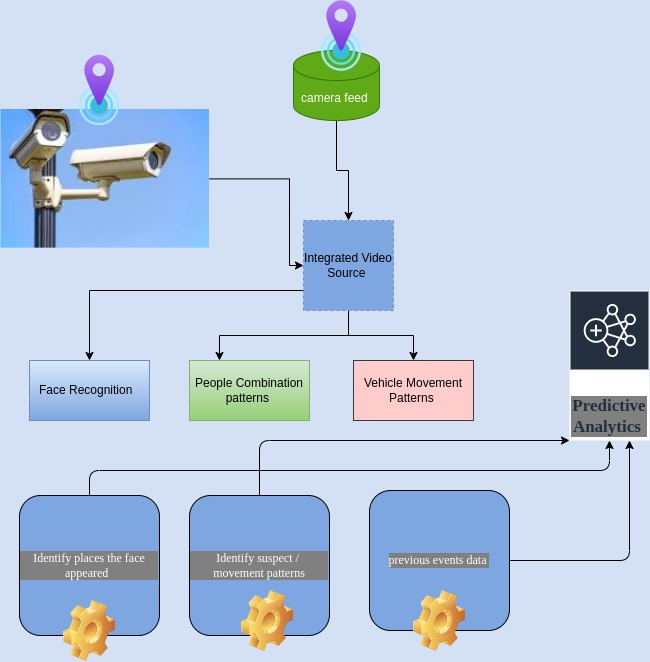 camera feed
Integrated Video
Source
Face Recognition
People Combination
patterns
Vehicle Movement
Patterns
Predictive
Analytics
Identify places the face
appeared
Identify suspect /
movement patterns
previous events data